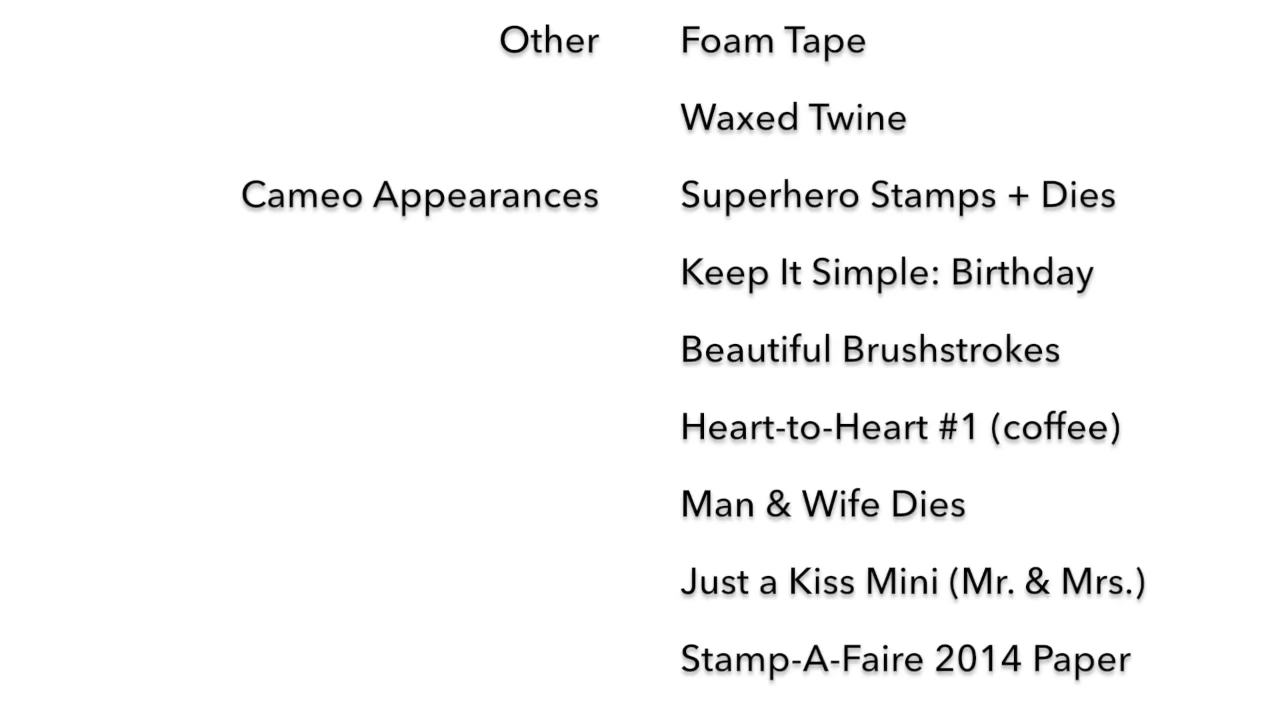 Other Foam Tape
Waxed Twine
Cameo Appearances Superhero Stamps + Dies
Keep It Simple: Birthday
Beautiful Brushstrokes
Heart-to-Heart #1 (coffee)
Man & Wife Dies
Just a Kiss Mini (Mr. & Mrs.)
Stamp-A-Faire 2014 Paper